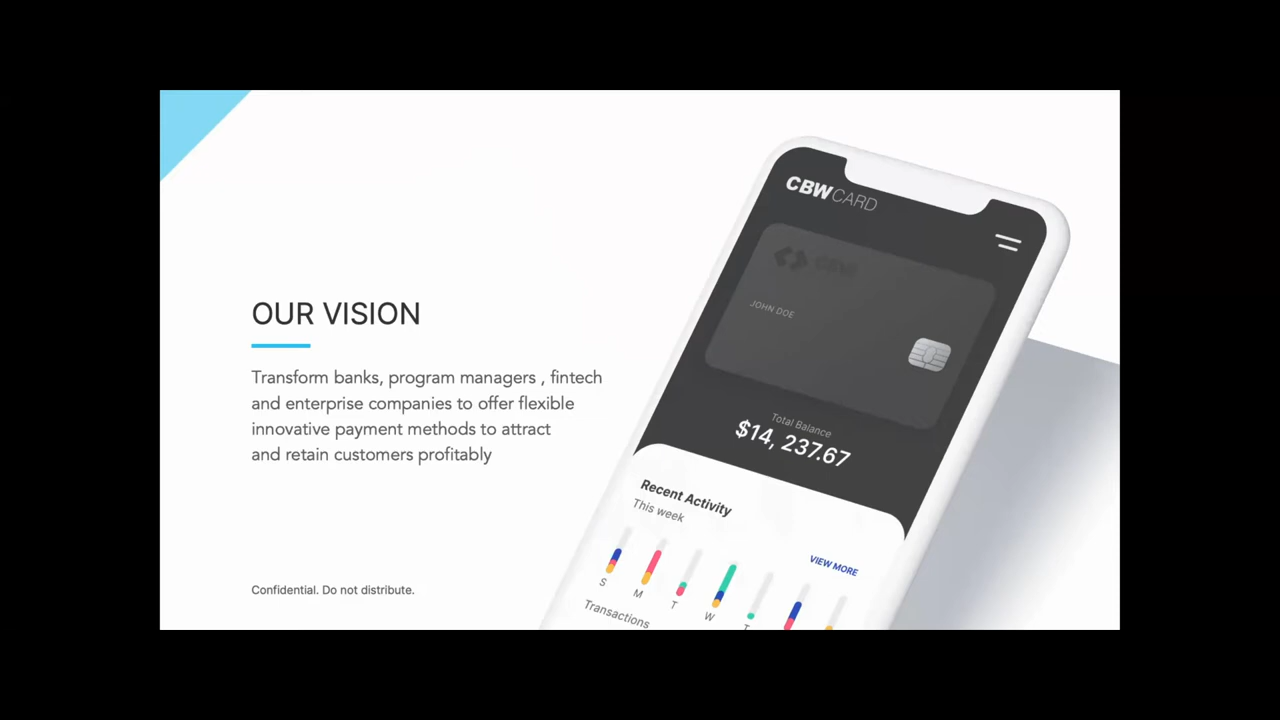 OUR VISION
Transform banks, program managers , fintech
and enterprise companies to offer flexible
innovative payment methods to attract
and retain customers profitably
Confidential. Do not distribute.
CBWCARD
CBW
JOHN DOE
Total Balance
$14, 237.67
Recent Activity
This week
VIEW MORE
S
M
T
W
T
Transactions